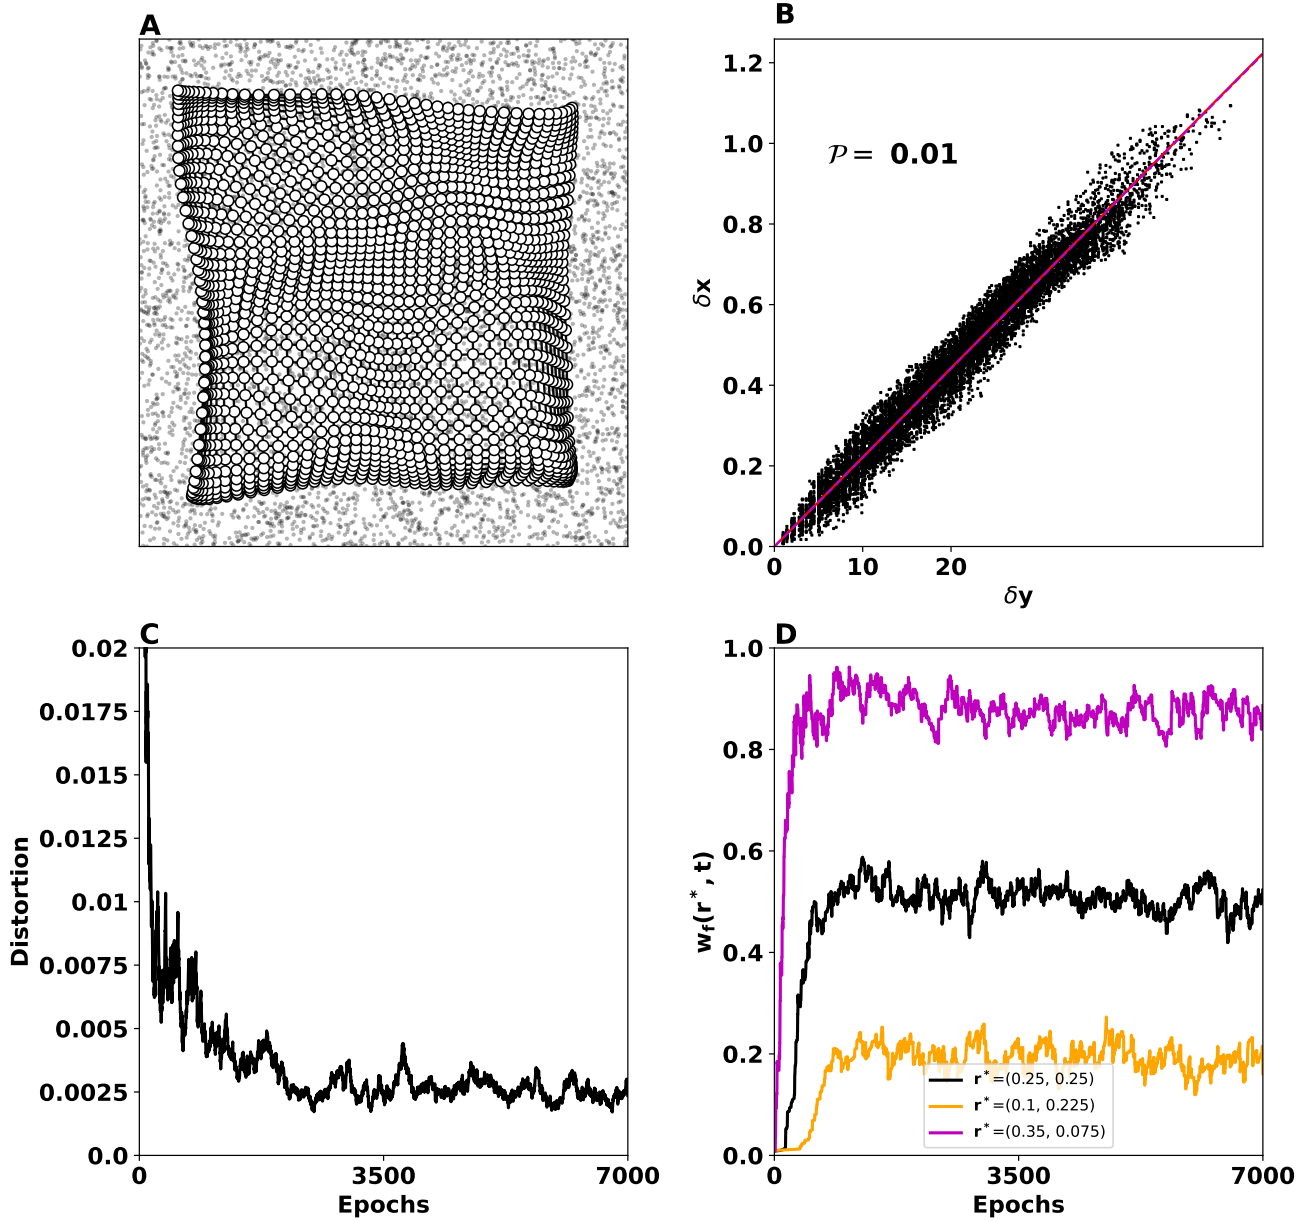 A
B
1.2
1.0
0.8
0.6
0.4
0.2
0.0
δx
𝒫 = 0.01
0 10 20
δy
C
0.02
0.0175
0.015
0.0125
0.01
0.0075
0.005
0.0025
0.0
Distortion
0 3500 7000
Epochs
D
1.0
0.8
0.6
0.4
0.2
0.0
w_f(r*, t)
r*=(0.25, 0.25)
r*=(0.1, 0.225)
r*=(0.35, 0.075)
0 3500 7000
Epochs